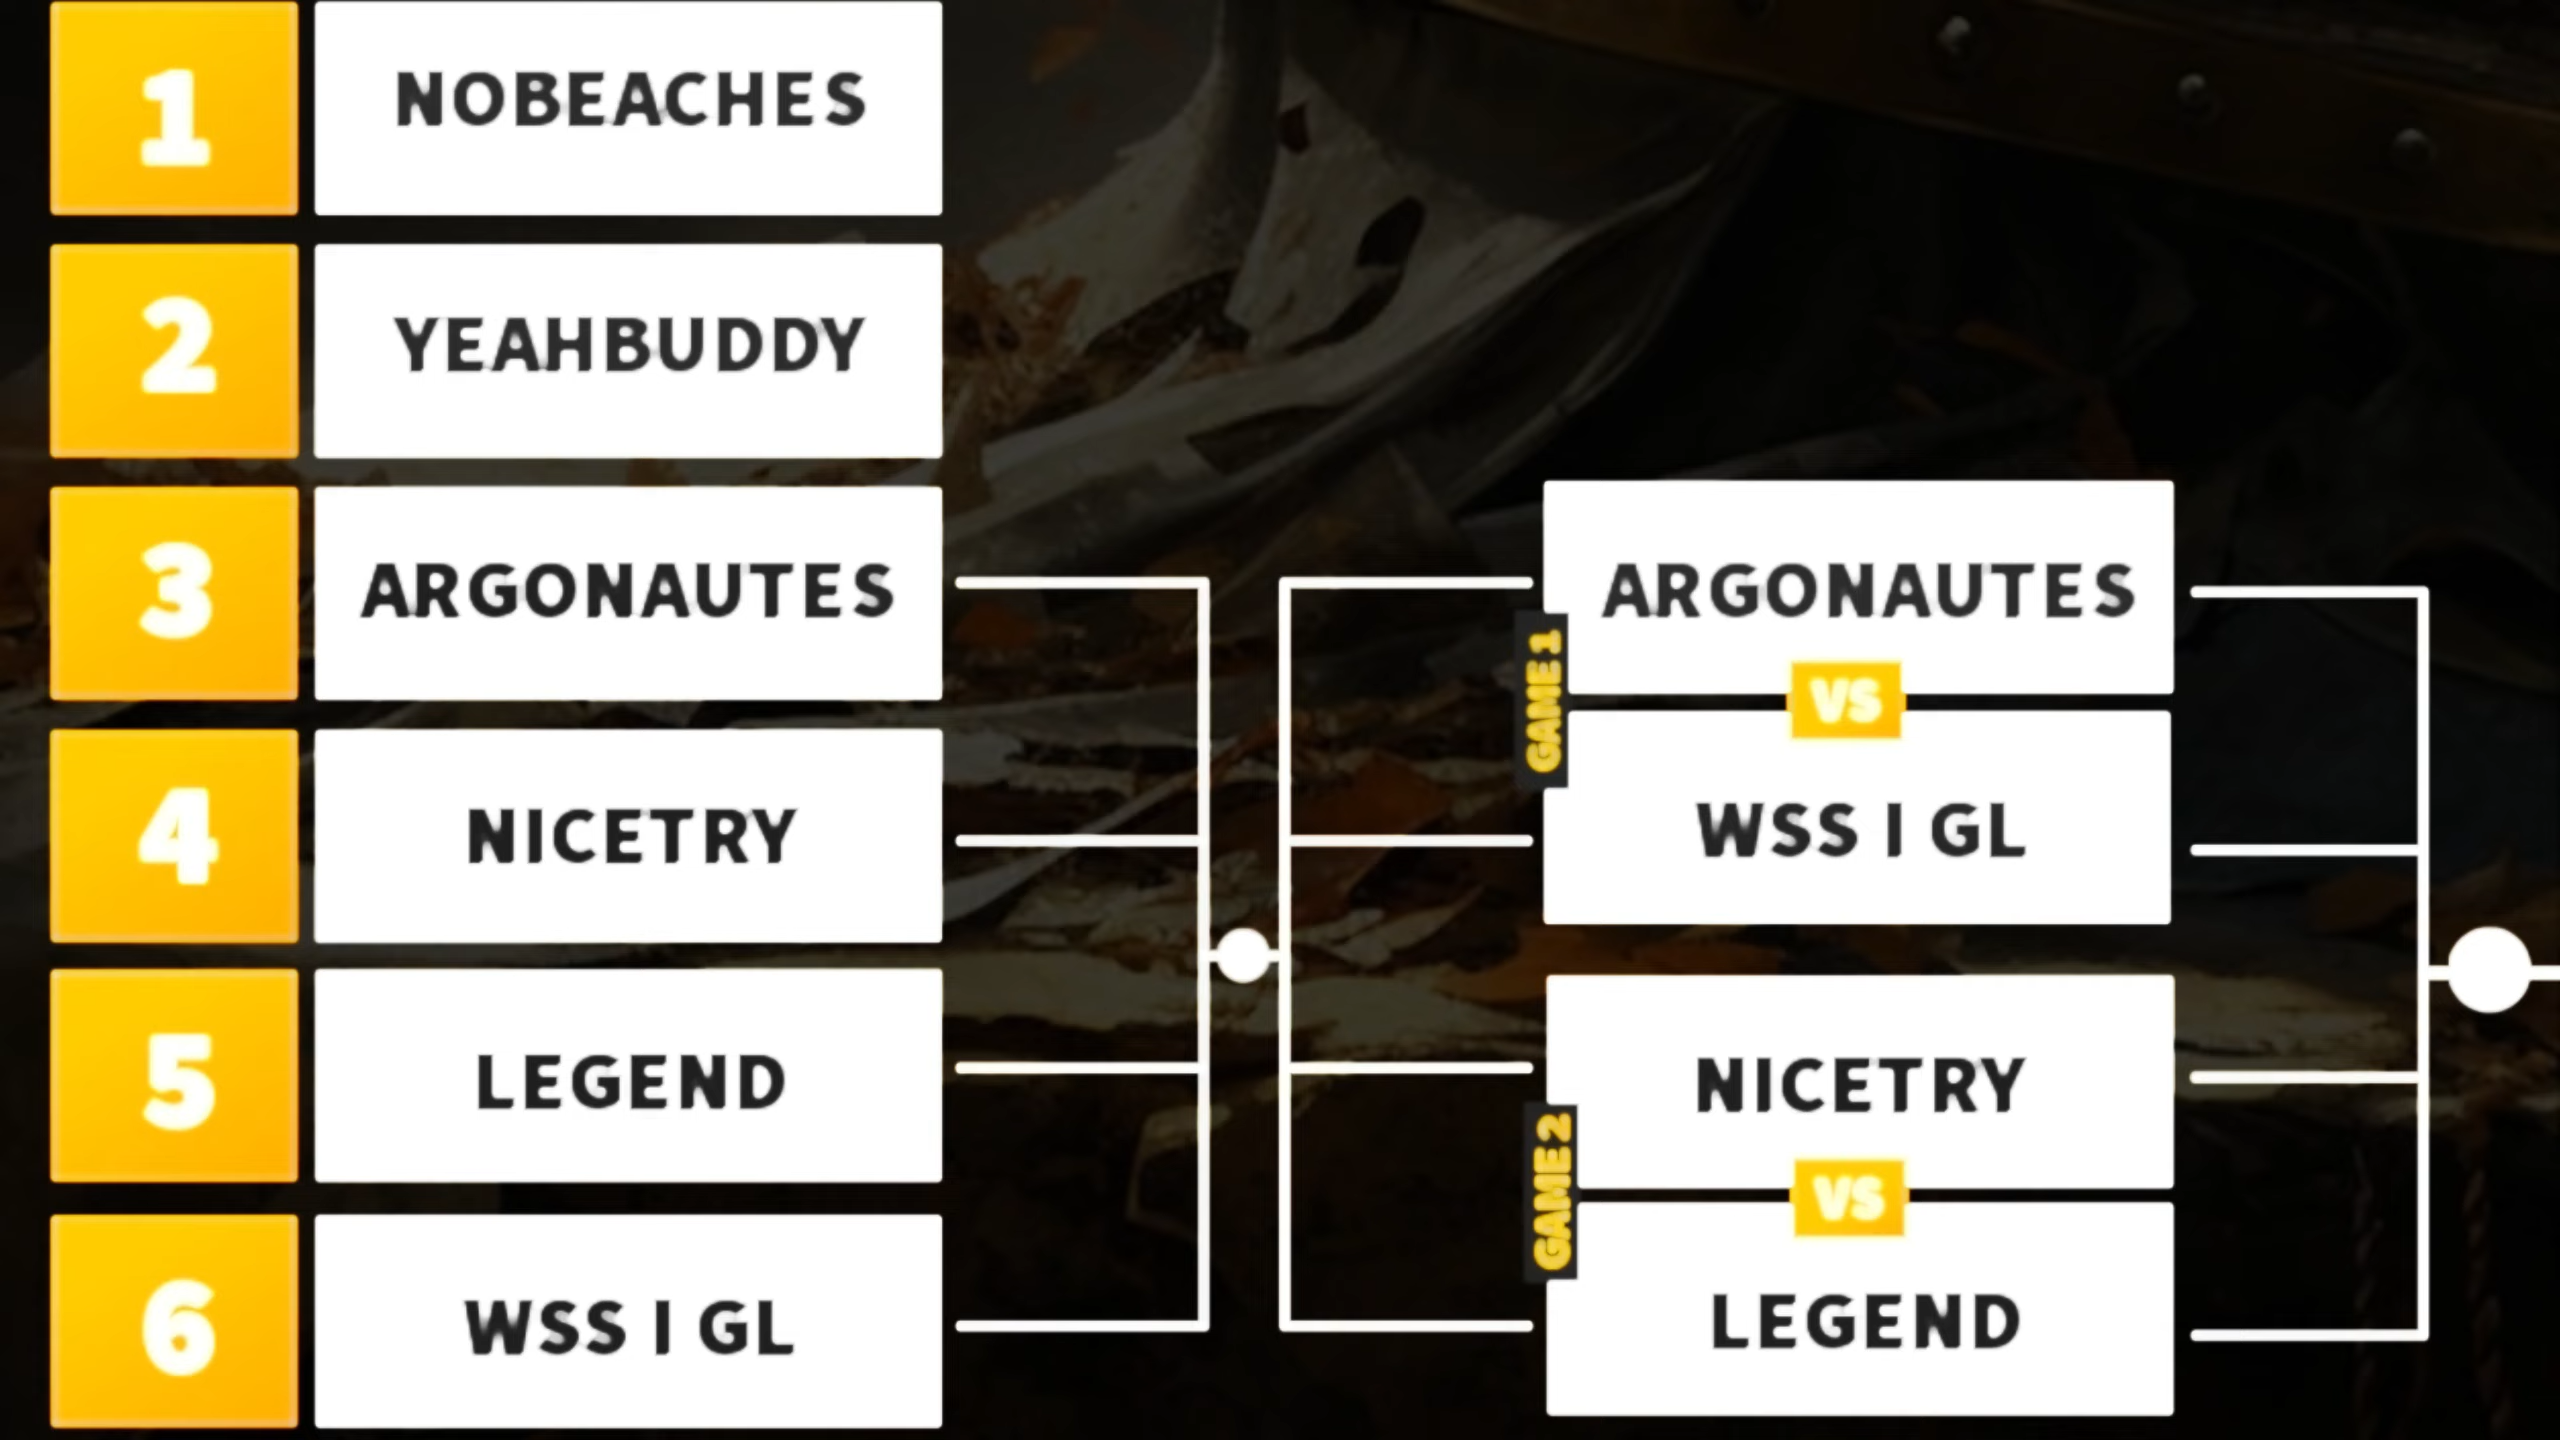 1
NOBEACHES
2
YEAHBUDDY
3
ARGONAUTES
4
NICETRY
5
LEGEND
6
WSS I GL
GAME 1
ARGONAUTES
VS
WSS I GL
GAME 2
NICETRY
VS
LEGEND